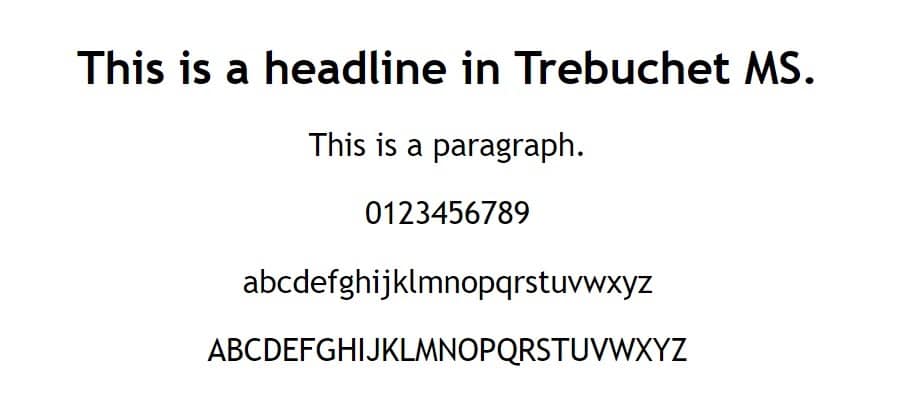 This is a headline in Trebuchet MS.
This is a paragraph.
0123456789
abcdefghijklmnopqrstuvwxyz
ABCDEFGHIJKLMNOPQRSTUVWXYZ